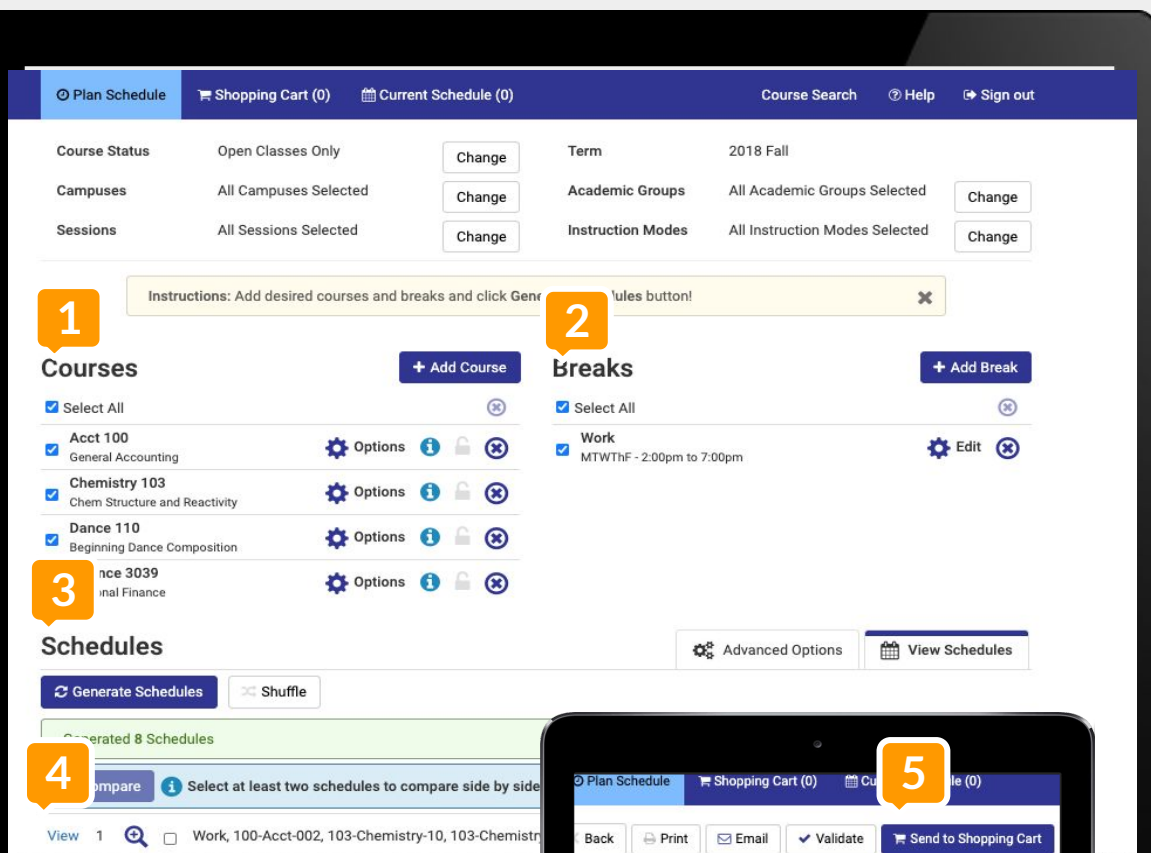 Plan Schedule Shopping Cart (0) Current Schedule (0) Course Search Help Sign out
Course Status Open Classes Only Change Term 2018 Fall
Campuses All Campuses Selected Change Academic Groups All Academic Groups Selected Change
Sessions All Sessions Selected Change Instruction Modes All Instruction Modes Selected Change
Instructions: Add desired courses and breaks and click button!
1
2
Courses + Add Course Breaks + Add Break
Select All Select All
Acct 100 Options Work Edit
General Accounting MTWThF - 2:00pm to 7:00pm
Chemistry 103 Options
Chem Structure and Reactivity
Dance 110 Options
Beginning Dance Composition
3
3039 Options
Finance
Schedules Advanced Options View Schedules
Generate Schedules Shuffle
Generated 8 Schedules
4
5
Compare Select at least two schedules to compare side by side
Plan Schedule Shopping Cart (0) (0)
View 1 Work, 100-Acct-002, 103-Chemistry-10,
Back Print Email Validate Send to Shopping Cart